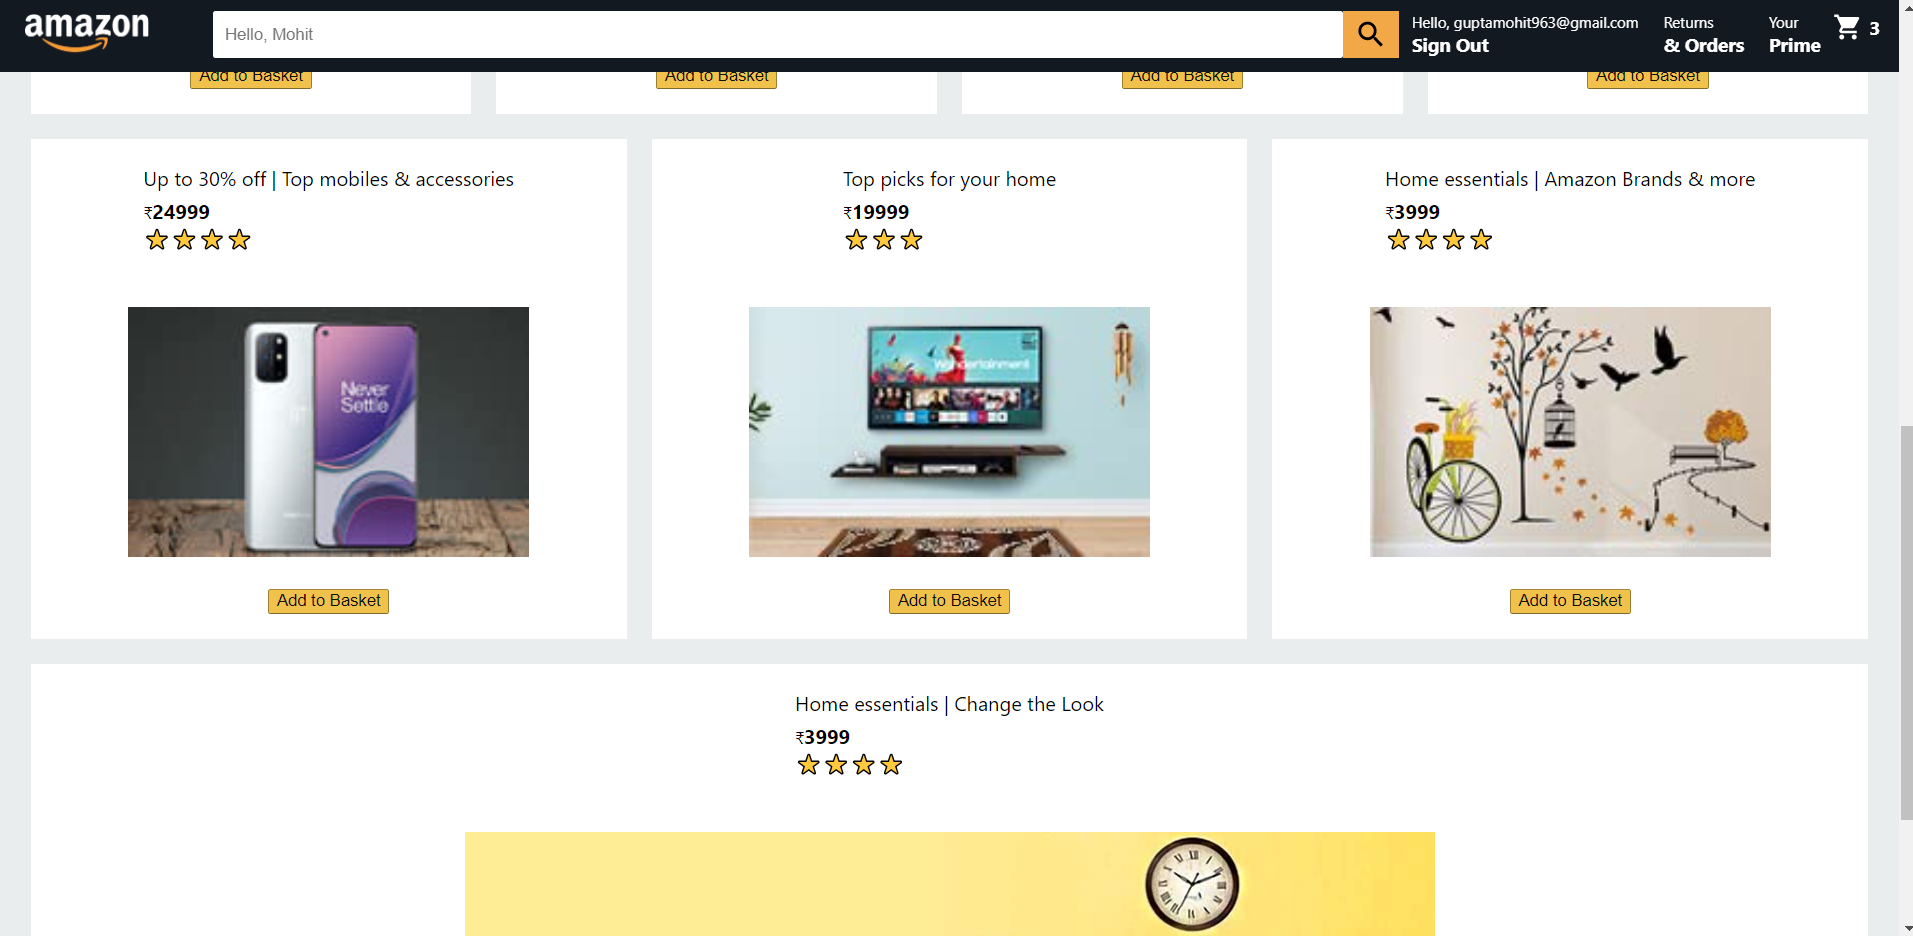 amazon
Hello, Mohit
Hello, guptamohit963@gmail.com
Sign Out
Returns
& Orders
Your
Prime
3
Add to Basket
Add to Basket
Add to Basket
Add to Basket
Up to 30% off | Top mobiles & accessories
₹24999
Top picks for your home
₹19999
Home essentials | Amazon Brands & more
₹3999
Never
Settle
Wondertainment
Add to Basket
Add to Basket
Add to Basket
Home essentials | Change the Look
₹3999